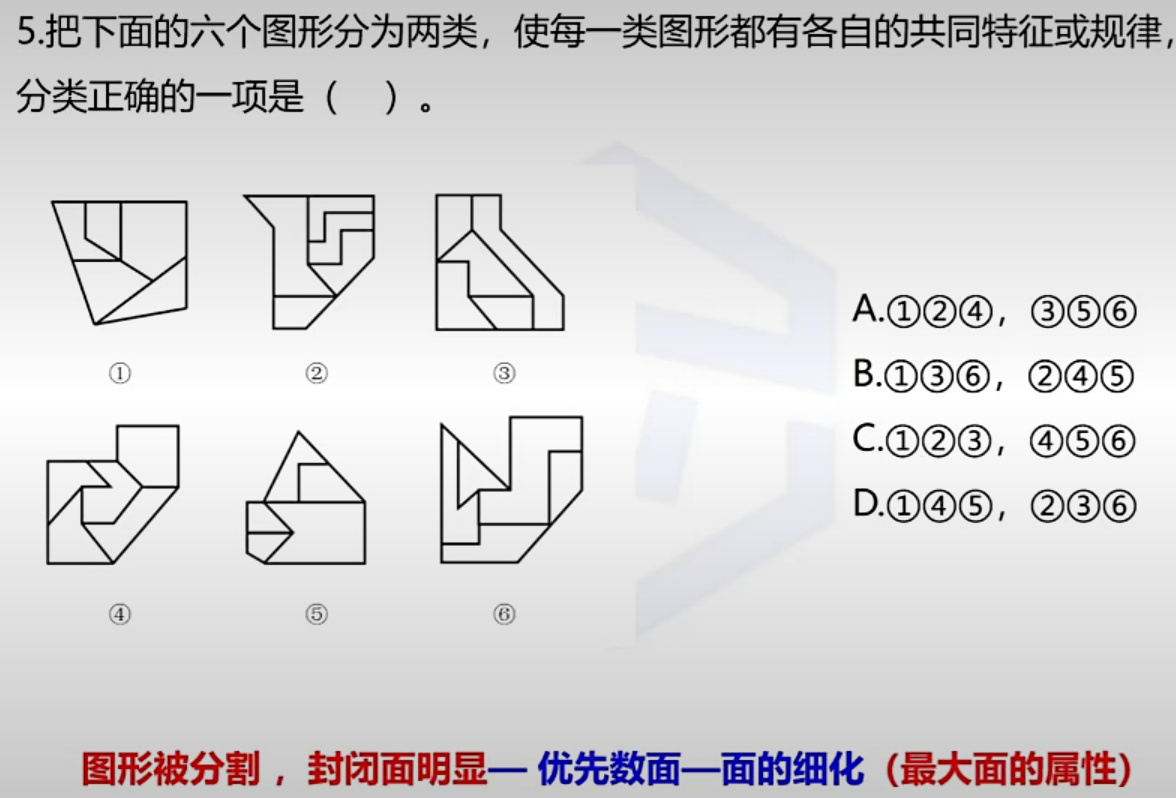 5.把下面的六个图形分为两类，使每一类图形都有各自的共同特征或规律，
分类正确的一项是（ ）。
① ② ③
④ ⑤ ⑥
A.①②④，③⑤⑥
B.①③⑥，②④⑤
C.①②③，④⑤⑥
D.①④⑤，②③⑥
图形被分割，封闭面明显— 优先数面—面的细化（最大面的属性）